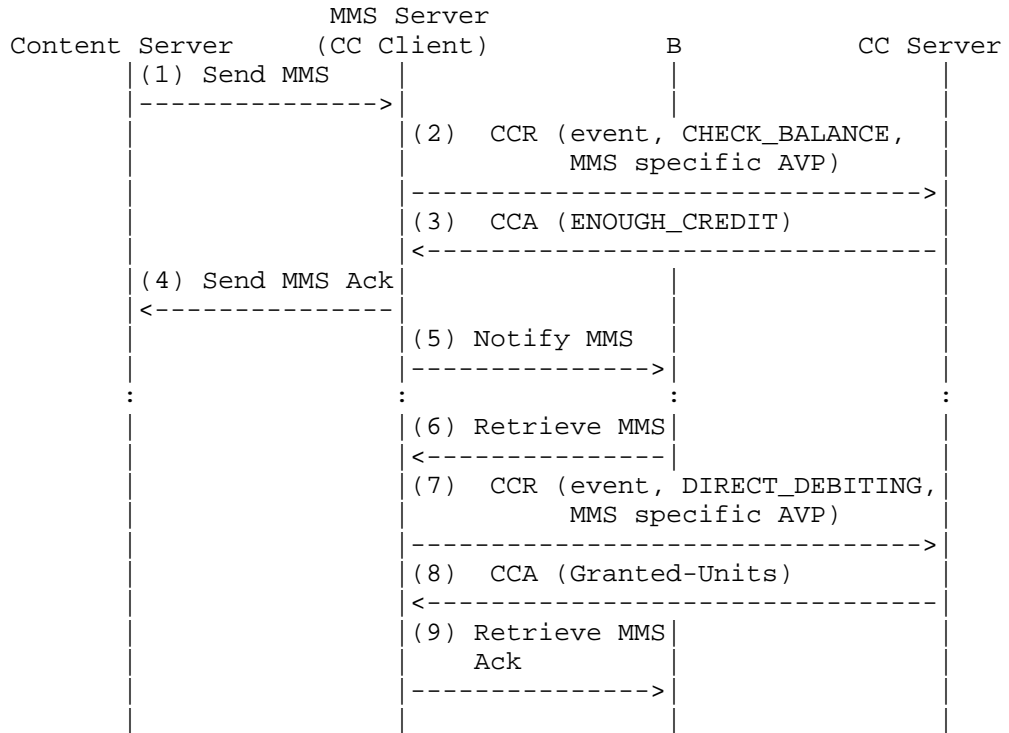 MMS Server
Content Server (CC Client) B CC Server
(1) Send MMS
(2) CCR (event, CHECK_BALANCE,
MMS specific AVP)
(3) CCA (ENOUGH_CREDIT)
(4) Send MMS Ack
(5) Notify MMS
(6) Retrieve MMS
(7) CCR (event, DIRECT_DEBITING,
MMS specific AVP)
(8) CCA (Granted-Units)
(9) Retrieve MMS
Ack